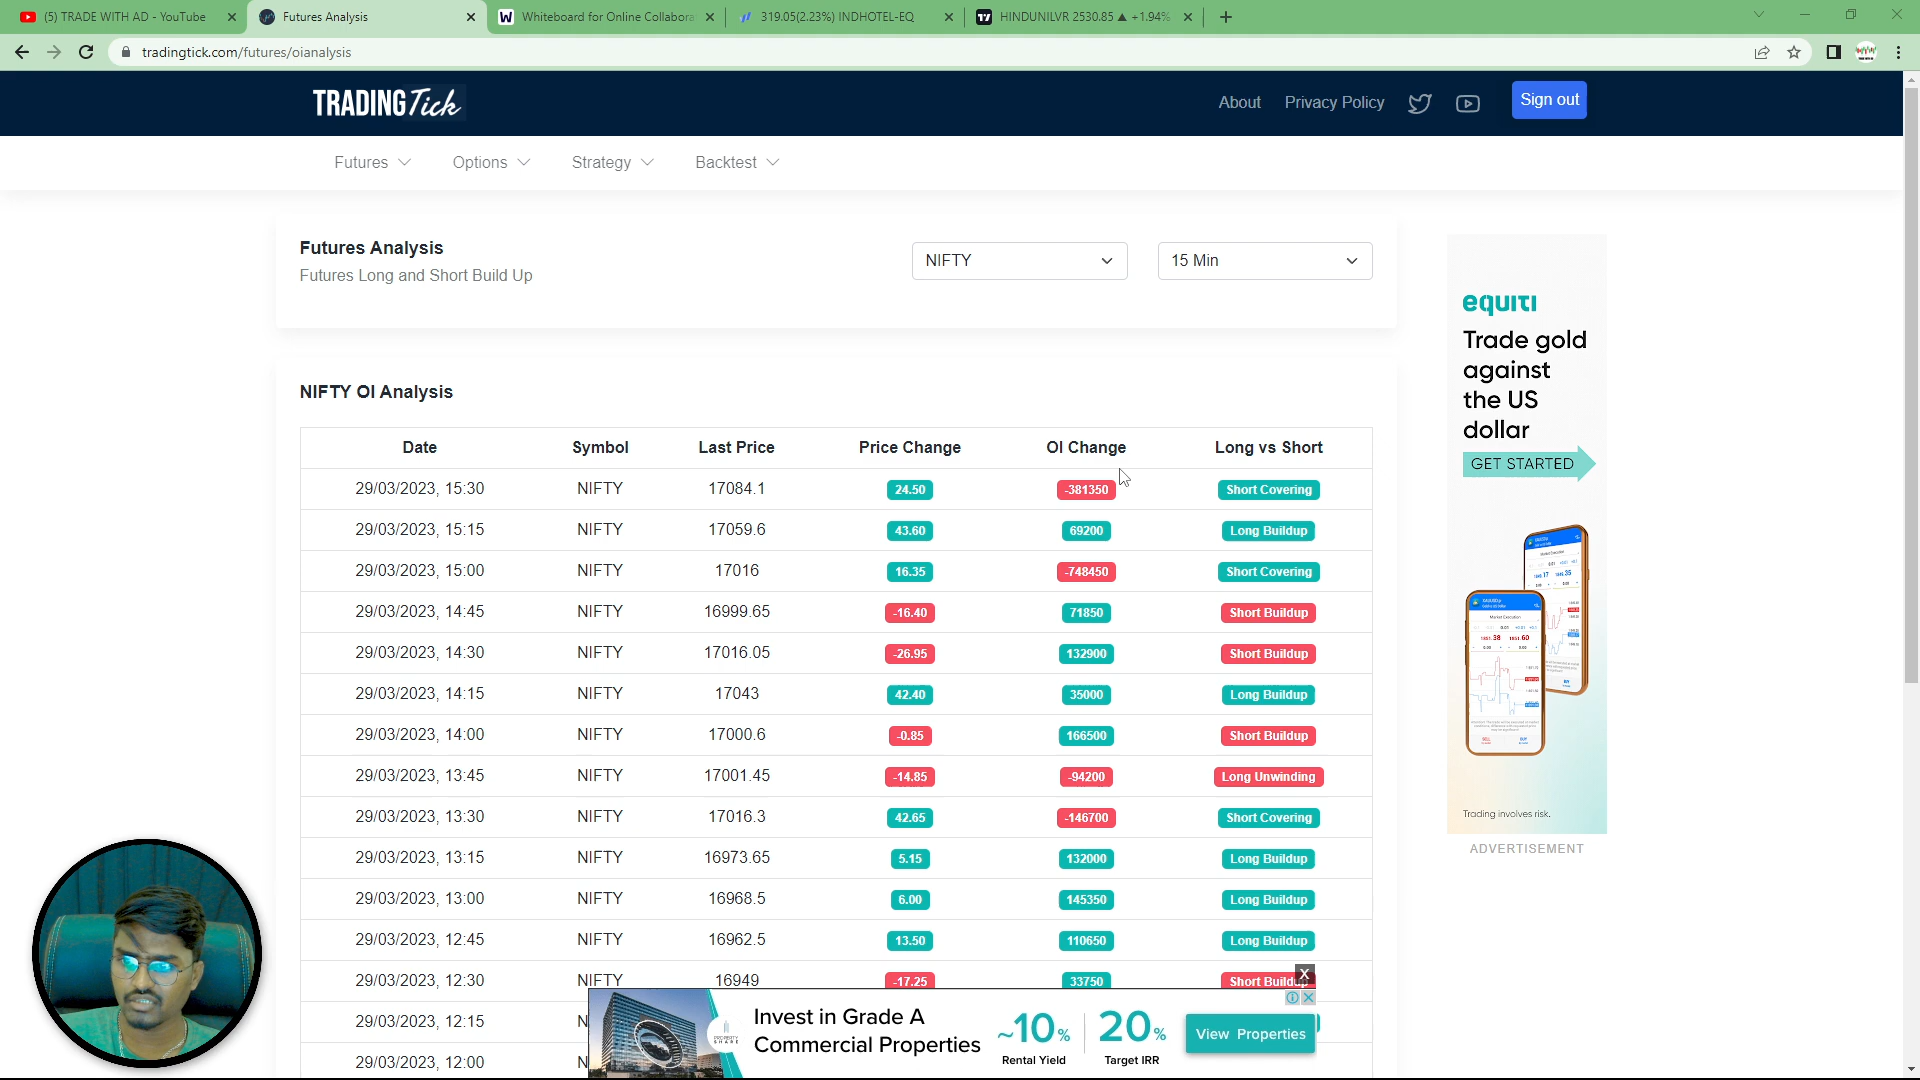 (5) TRADE WITH AD - YouTube
Futures Analysis
Whiteboard for Online Collabora
319.05(2.23%) INDHOTEL-EQ
HINDUNILVR 2530.85 ▲ +1.94%
tradingtick.com/futures/oianalysis
TRADINGTick
About
Privacy Policy
Sign out
Futures
Options
Strategy
Backtest
Futures Analysis
Futures Long and Short Build Up
NIFTY
15 Min
NIFTY OI Analysis
Date Symbol Last Price Price Change OI Change Long vs Short
29/03/2023, 15:30 NIFTY 17084.1 24.50 -381350 Short Covering
29/03/2023, 15:15 NIFTY 17059.6 43.60 69200 Long Buildup
29/03/2023, 15:00 NIFTY 17016 16.35 -748450 Short Covering
29/03/2023, 14:45 NIFTY 16999.65 -16.40 71850 Short Buildup
29/03/2023, 14:30 NIFTY 17016.05 -26.95 132900 Short Buildup
29/03/2023, 14:15 NIFTY 17043 42.40 35000 Long Buildup
29/03/2023, 14:00 NIFTY 17000.6 -0.85 166500 Short Buildup
29/03/2023, 13:45 NIFTY 17001.45 -14.85 -94200 Long Unwinding
29/03/2023, 13:30 NIFTY 17016.3 42.65 -146700 Short Covering
29/03/2023, 13:15 NIFTY 16973.65 5.15 132000 Long Buildup
29/03/2023, 13:00 NIFTY 16968.5 6.00 145350 Long Buildup
29/03/2023, 12:45 NIFTY 16962.5 13.50 110650 Long Buildup
29/03/2023, 12:30 NIFTY 16949 -17.25 33750 Short Buildup
29/03/2023, 12:15 N
29/03/2023, 12:00 N
equiti
Trade gold
against
the US
dollar
GET STARTED
Trading involves risk.
ADVERTISEMENT
X
PROPERTY
SHARE
Invest in Grade A
Commercial Properties
~10%
Rental Yield
20%
Target IRR
View Properties